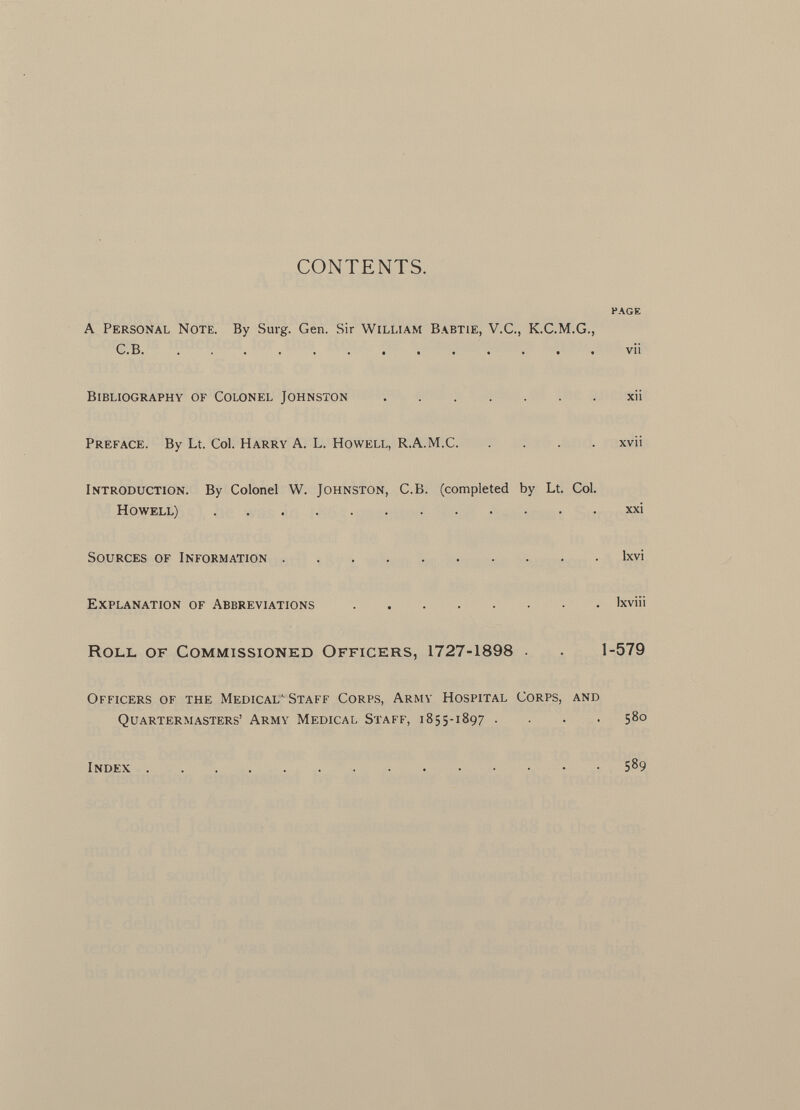 CONTENTS.
PAGE
A PERSONAL NOTE. By Surg. Gen. Sir WILLIAM BABTIE, V.C., K.C.M.G.,
C.B. . . . . . . . . . . . . . vii
BIBLIOGRAPHY OF COLONEL JOHNSTON . . . . . . . xii
PREFACE. By Lt. Col. HARRY A. L. HOWELL, R.A.M.C. . . . . xvii
INTRODUCTION. By Colonel W. JOHNSTON, C.B. (completed by Lt. Col.
HOWELL) . . . . . . . . . . . . xxi
SOURCES OF INFORMATION . . . . . . . . . . lxvi
EXPLANATION OF ABBREVIATIONS . . . . . . . . lxviii
ROLL OF COMMISSIONED OFFICERS, 1727-1898 . . 1-579
OFFICERS OF THE MEDICAL STAFF CORPS, ARMY HOSPITAL CORPS, AND
QUARTERMASTERS' ARMY MEDICAL STAFF, 1855-1897 . . . . 580
INDEX . . . . . . . . . . . . . . 589